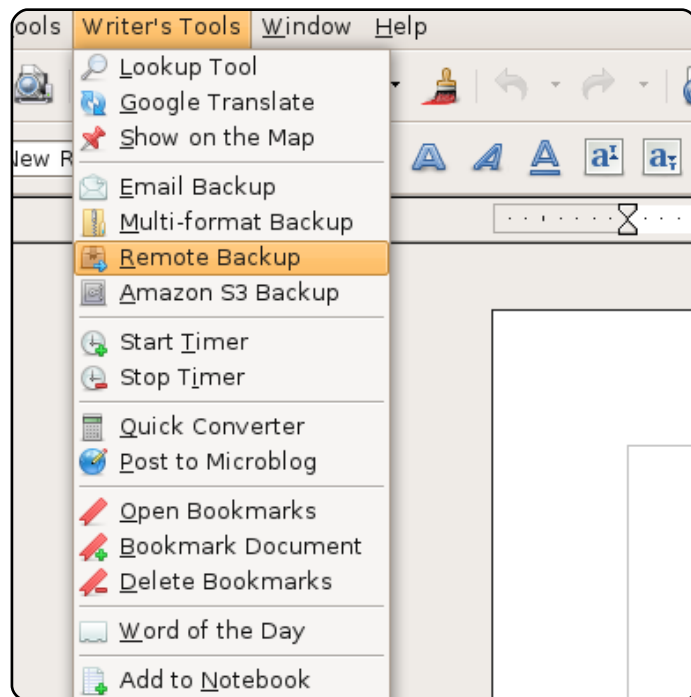 ools Writer's Tools Window Help
Lookup Tool
Google Translate
Show on the Map
New R
Email Backup
Multi-format Backup
Remote Backup
Amazon S3 Backup
Start Timer
Stop Timer
Quick Converter
Post to Microblog
Open Bookmarks
Bookmark Document
Delete Bookmarks
Word of the Day
Add to Notebook